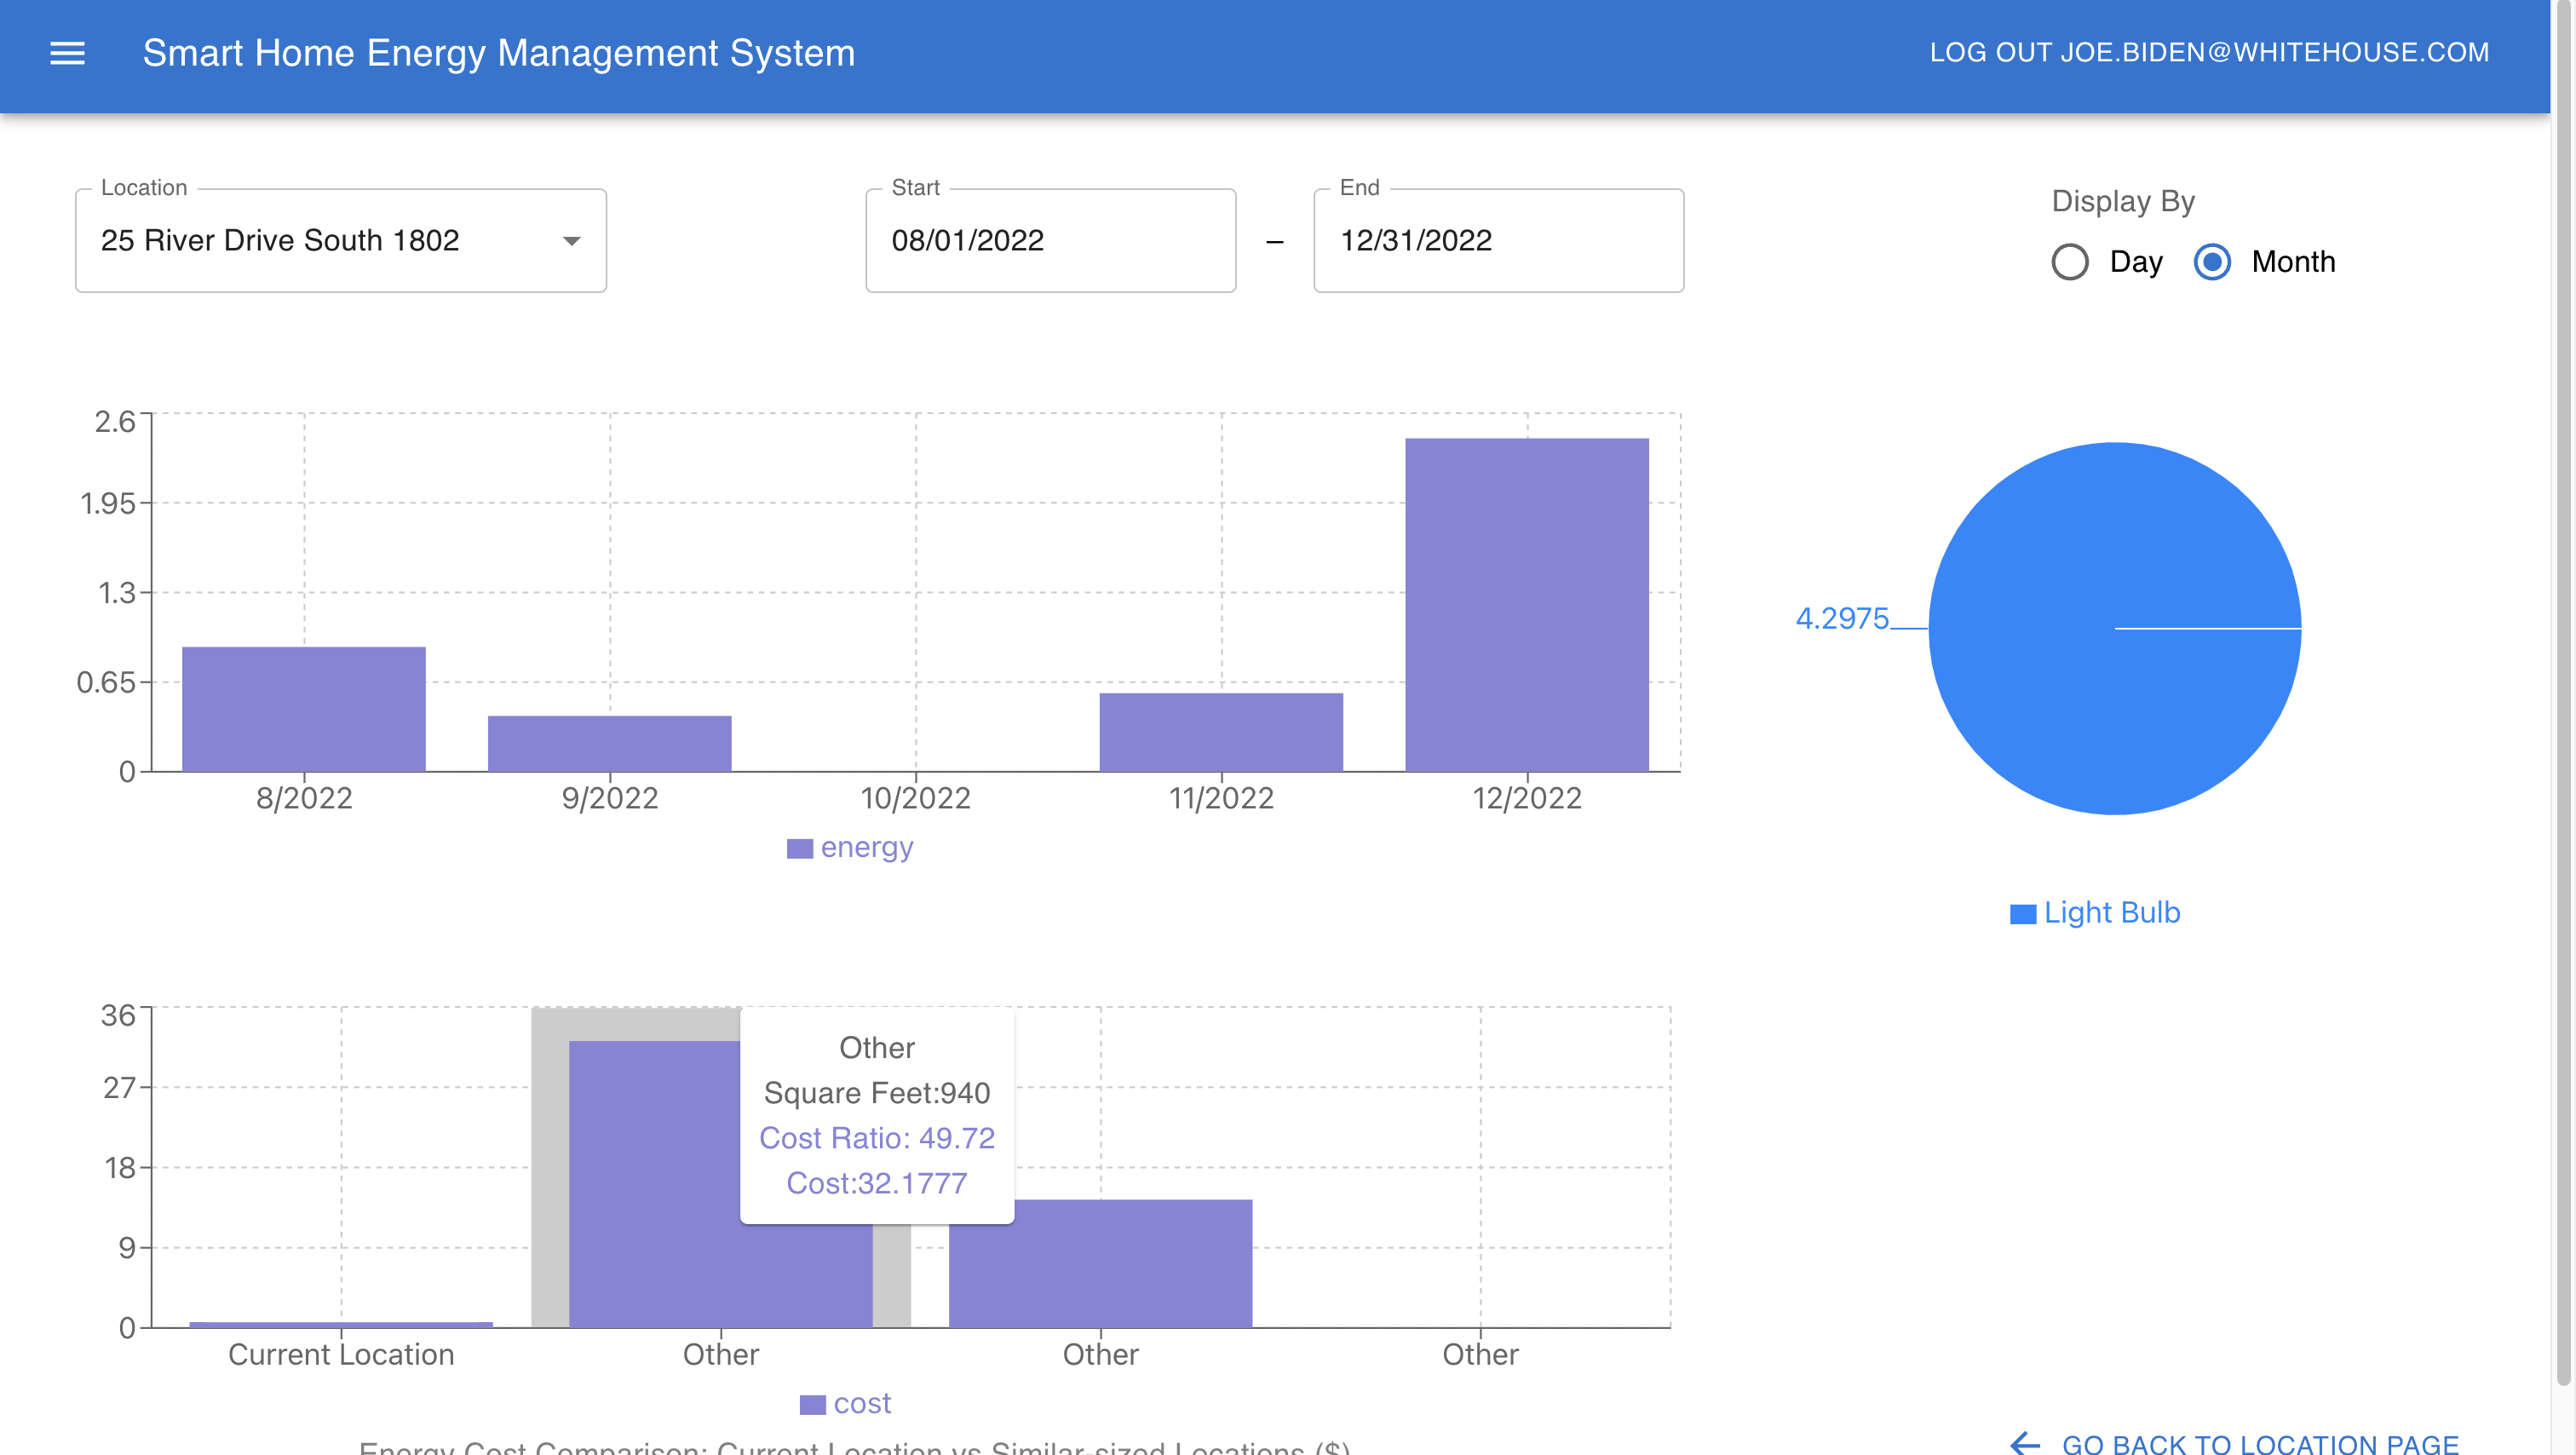 Smart Home Energy Management System
LOG OUT JOE.BIDEN@WHITEHOUSE.COM
Location
25 River Drive South 1802
Start
08/01/2022
–
End
12/31/2022
Display By
Day
Month
2.6
1.95
1.3
0.65
0
8/2022
9/2022
10/2022
11/2022
12/2022
energy
4.2975
Light Bulb
36
27
18
9
0
Other
Square Feet:940
Cost Ratio: 49.72
Cost:32.1777
Current Location
Other
Other
Other
cost
Energy Cost Comparison: Current Location vs Similar-sized Locations ($)
GO BACK TO LOCATION PAGE